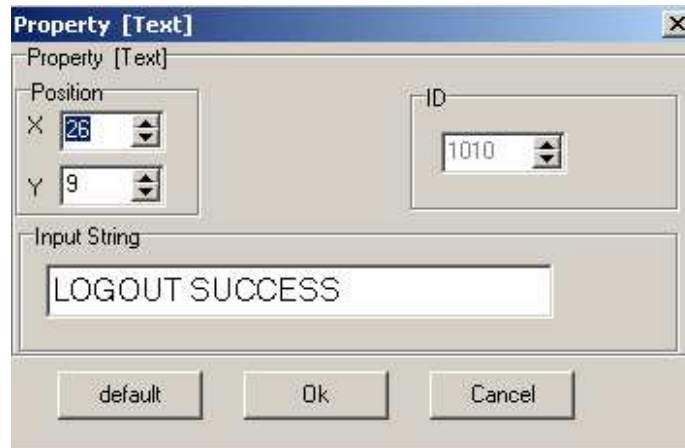 Property [Text]
Property [Text]
Position
ID
X 26
1010
Y 9
Input String
LOGOUT SUCCESS
default Ok Cancel